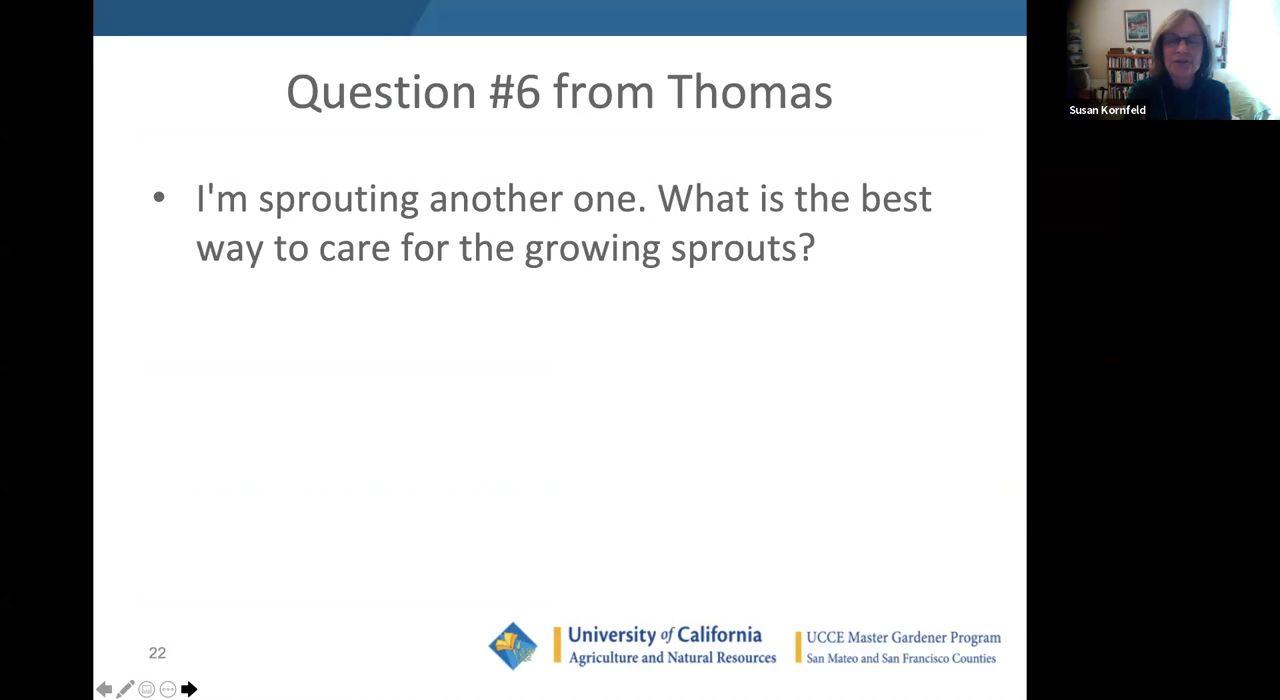 Question #6 from Thomas
• I'm sprouting another one. What is the best
way to care for the growing sprouts?
Susan Kornfeld
22
University of California
Agriculture and Natural Resources
UCCE Master Gardener Program
San Mateo and San Francisco Counties